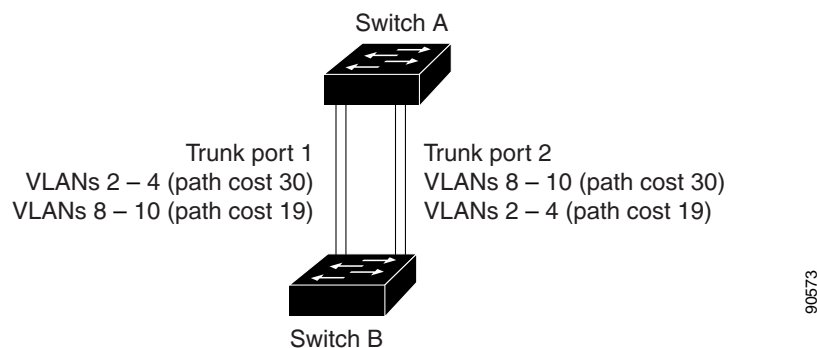 Switch A
Trunk port 1
VLANs 2 – 4 (path cost 30)
VLANs 8 – 10 (path cost 19)
Trunk port 2
VLANs 8 – 10 (path cost 30)
VLANs 2 – 4 (path cost 19)
Switch B
90573